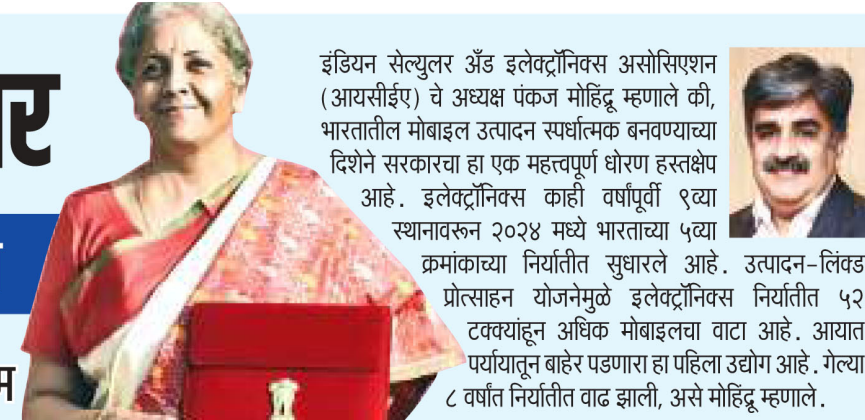 इंडियन सेल्युलर अँड इलेक्ट्रॉनिक्स असोसिएशन
(आयसीईए) चे अध्यक्ष पंकज मोहिंद्रू म्हणाले की,
भारतातील मोबाइल उत्पादन स्पर्धात्मक बनवण्याच्या
दिशेने सरकारचा हा एक महत्त्वपूर्ण धोरण हस्तक्षेप
आहे. इलेक्ट्रॉनिक्स काही वर्षांपूर्वी ९व्या
स्थानावरून २०२४ मध्ये भारताच्या ५व्या
क्रमांकाच्या निर्यातीत सुधारले आहे. उत्पादन-लिंक्ड
प्रोत्साहन योजनेमुळे इलेक्ट्रॉनिक्स निर्यातीत ५२
टक्क्यांहून अधिक मोबाइलचा वाटा आहे. आयात
पर्यायातून बाहेर पडणारा हा पहिला उद्योग आहे. गेल्या
८ वर्षांत निर्यातीत वाढ झाली, असे मोहिंद्रू म्हणाले.